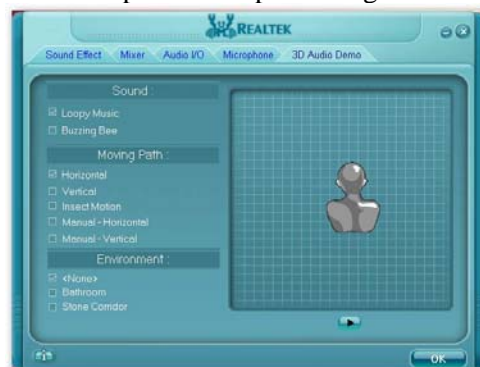 REALTEK
Sound Effect Mixer Audio I/O Microphone 3D Audio Demo
Sound :
Loopy Music
Buzzing Bee
Moving Path :
Horizontal
Vertical
Insect Motion
Manual - Horizontal
Manual - Vertical
Environment :
<None>
Bathroom
Stone Corridor
OK